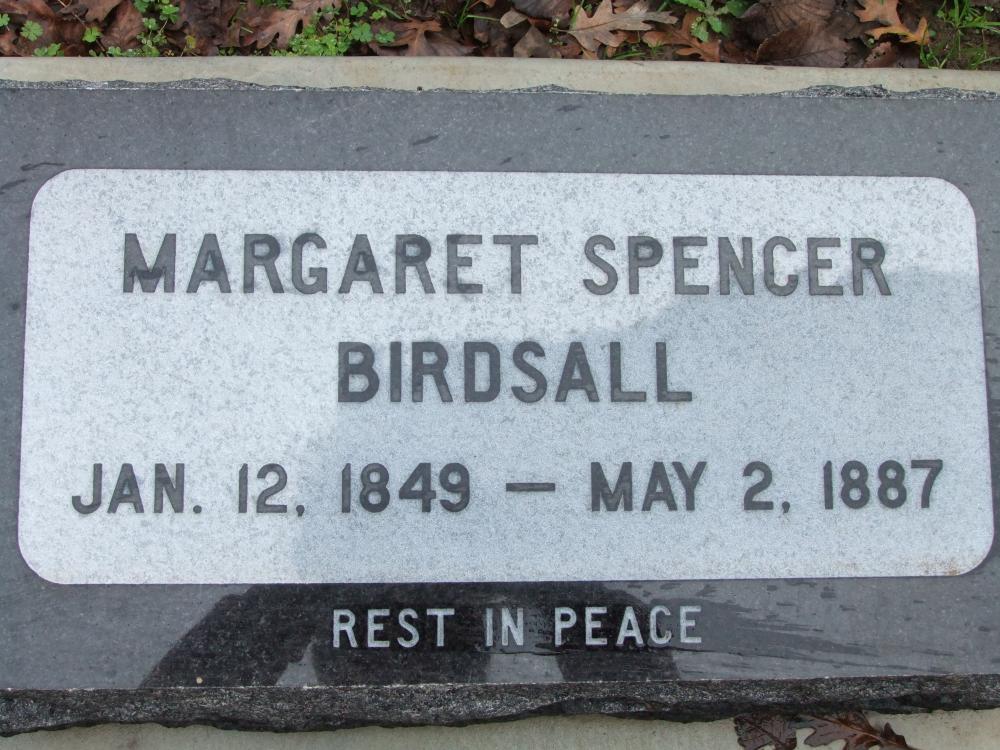 MARGARET SPENCER
BIRDSALL
JAN. 12, 1849 – MAY 2, 1887
REST IN PEACE